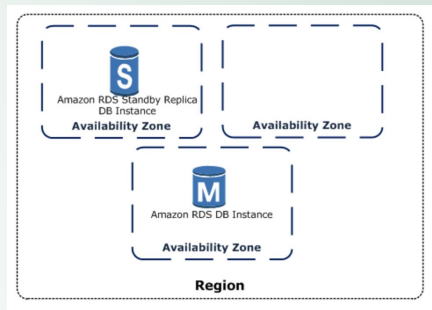 S
Amazon RDS Standby Replica
DB Instance
Availability Zone
Availability Zone
M
Amazon RDS DB Instance
Availability Zone
Region